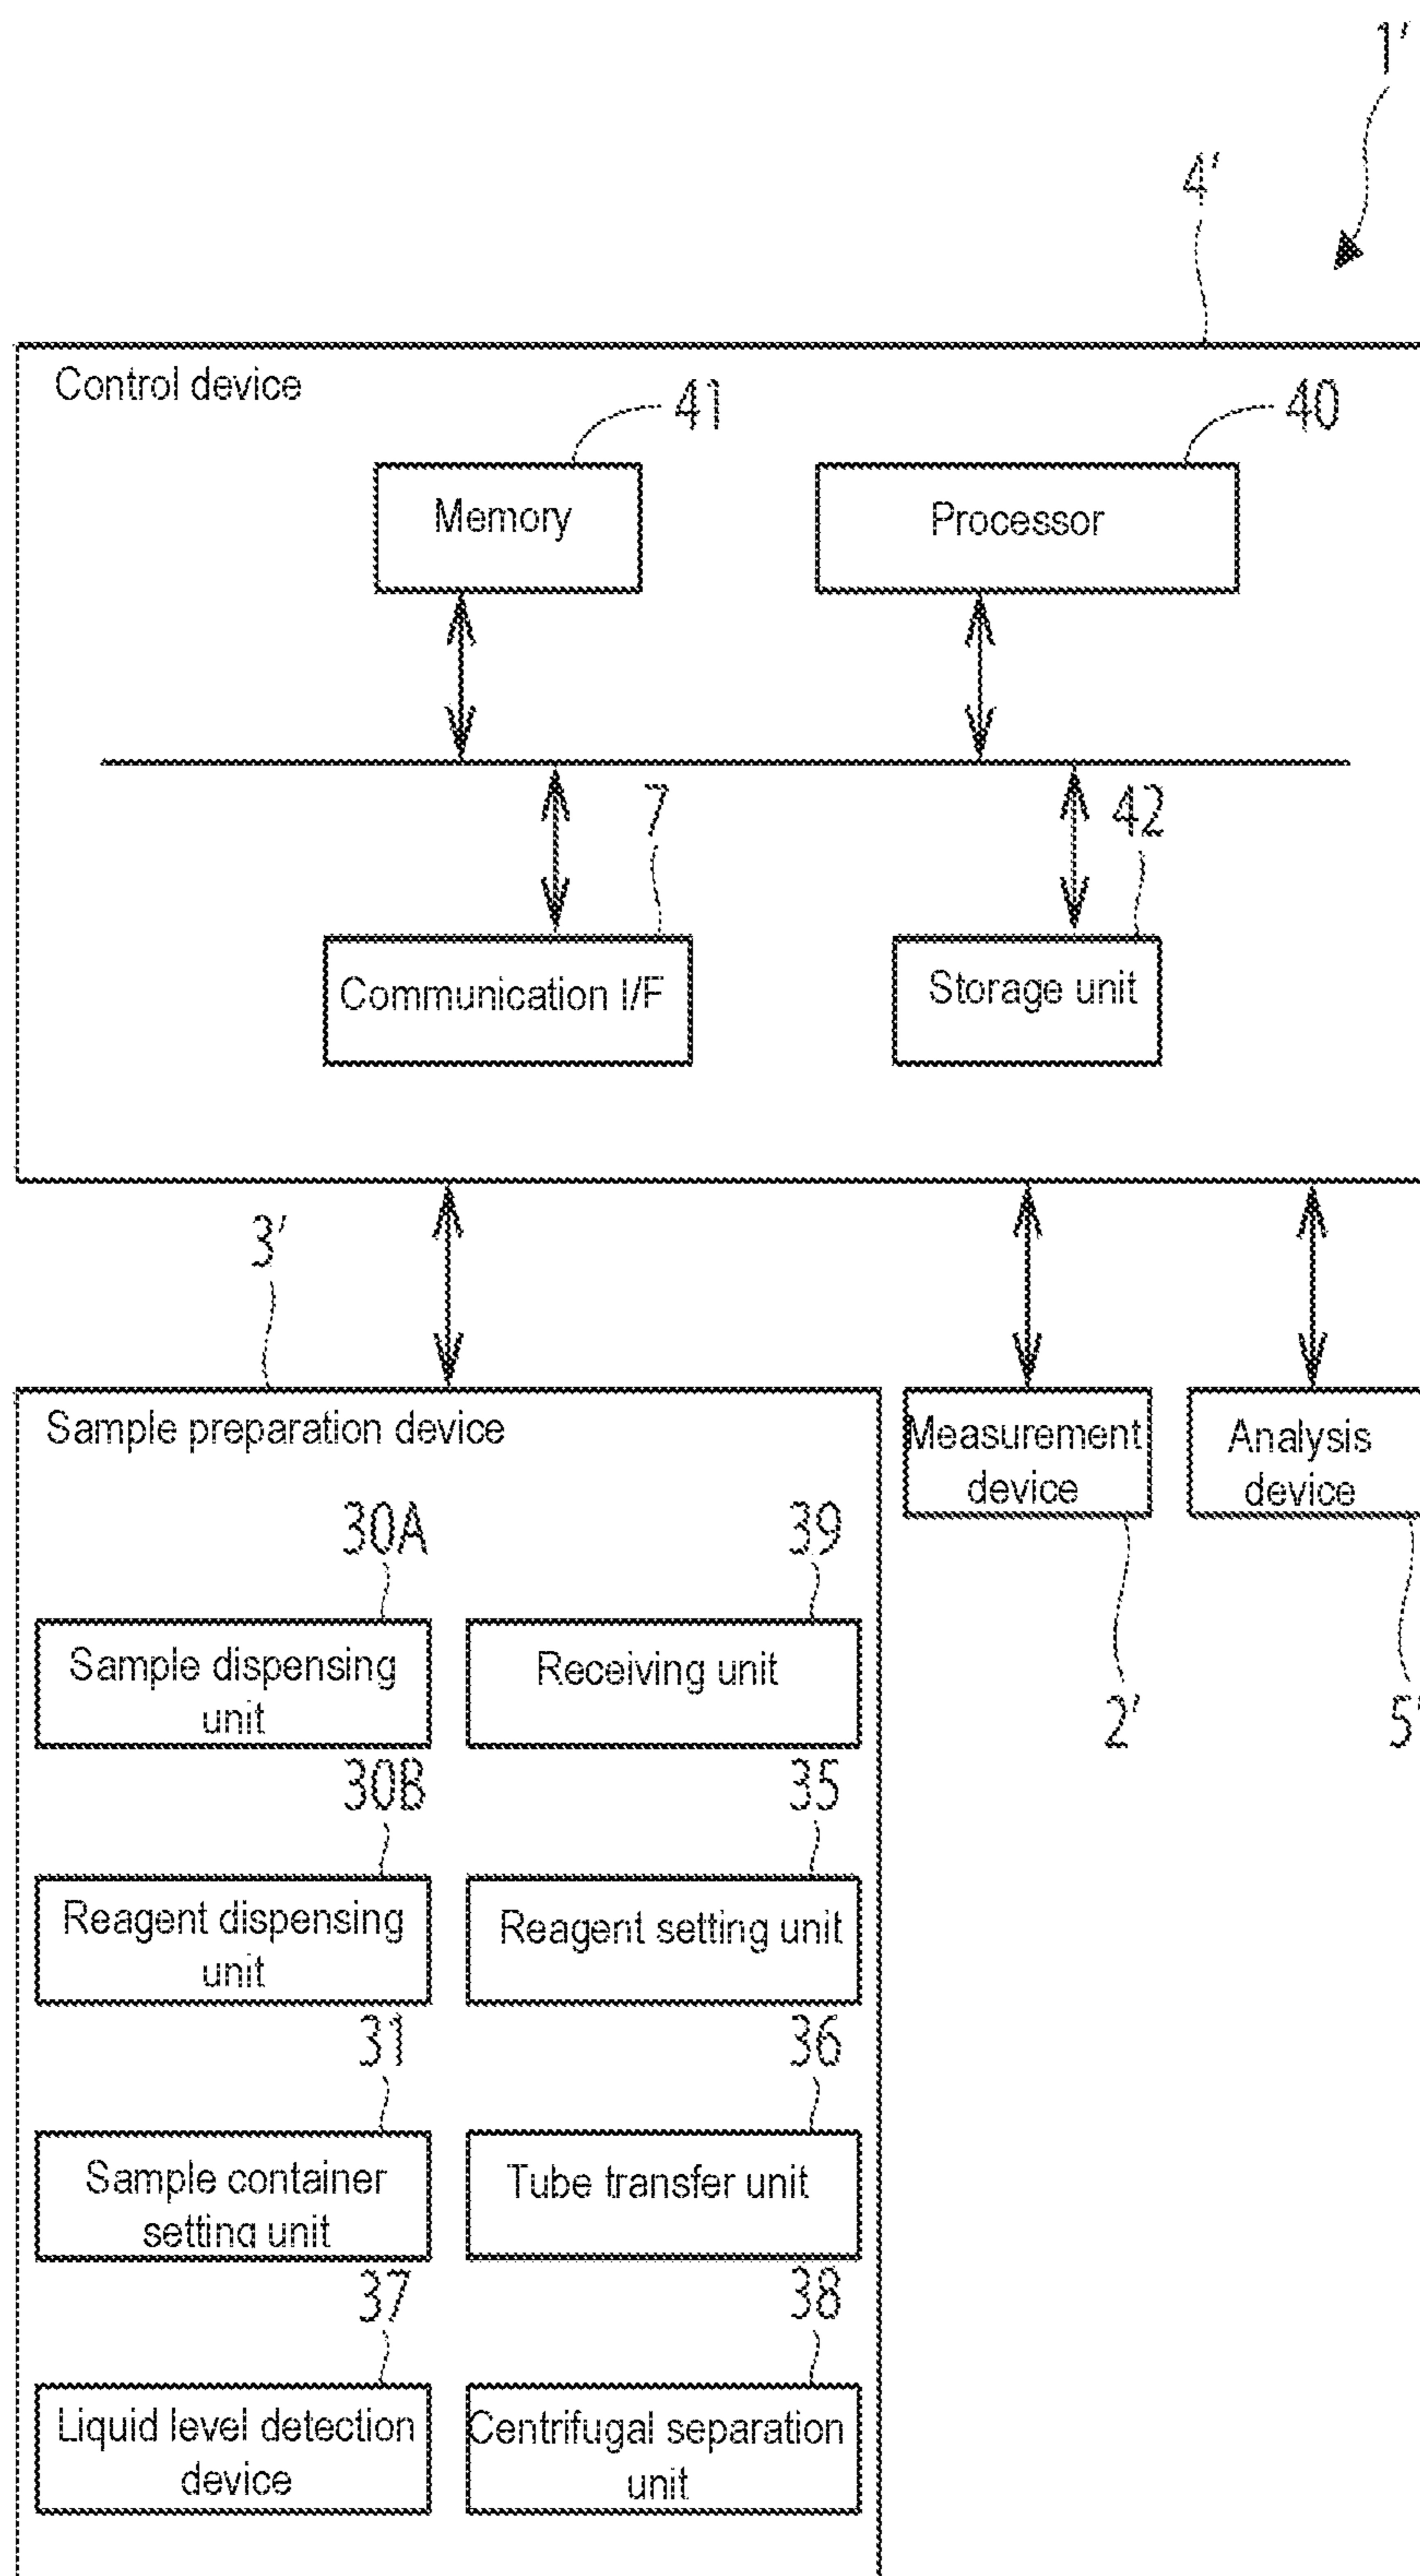 1'
4'
Control device
41
40
Memory
Processor
7
42
Communication I/F
Storage unit
3'
Sample preparation device
Measurement
device
Analysis
device
30A
39
Sample dispensing
unit
Receiving unit
2'
5'
30B
35
Reagent dispensing
unit
Reagent setting unit
31
36
Sample container
setting unit
Tube transfer unit
37
38
Liquid level detection
device
Centrifugal separation
unit